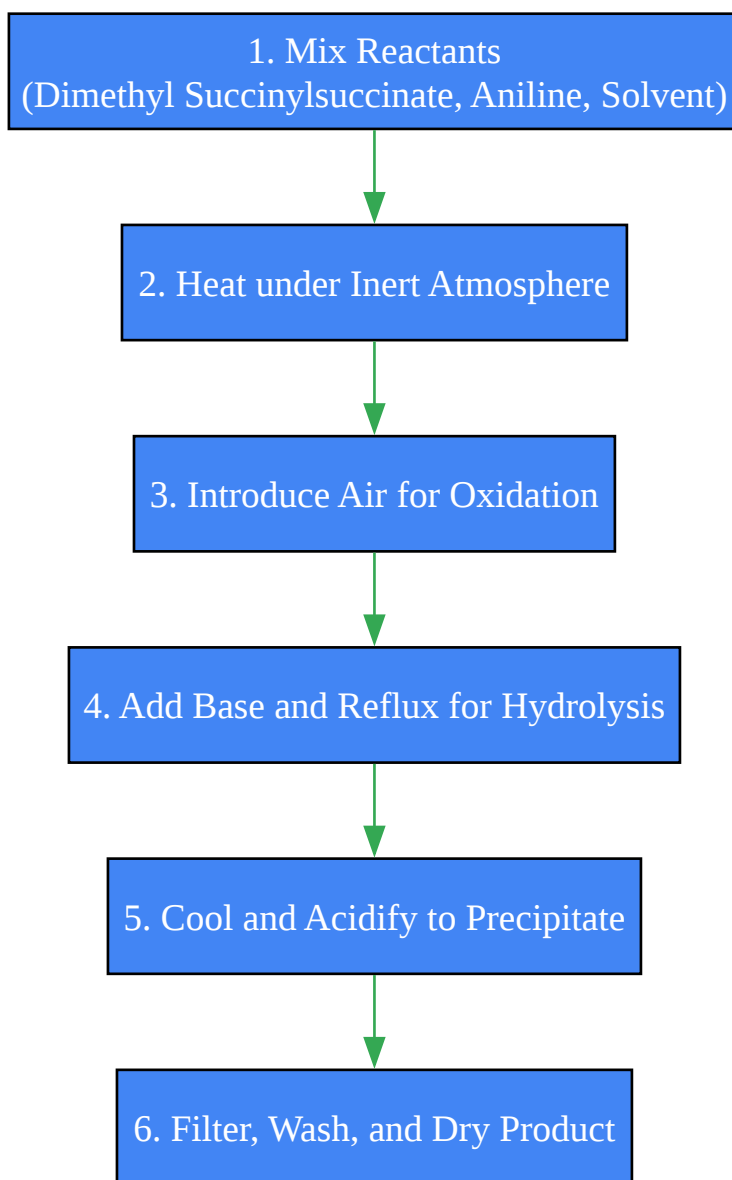 1. Mix Reactants
(Dimethyl Succinylsuccinate, Aniline, Solvent)
2. Heat under Inert Atmosphere
3. Introduce Air for Oxidation
4. Add Base and Reflux for Hydrolysis
5. Cool and Acidify to Precipitate
6. Filter, Wash, and Dry Product